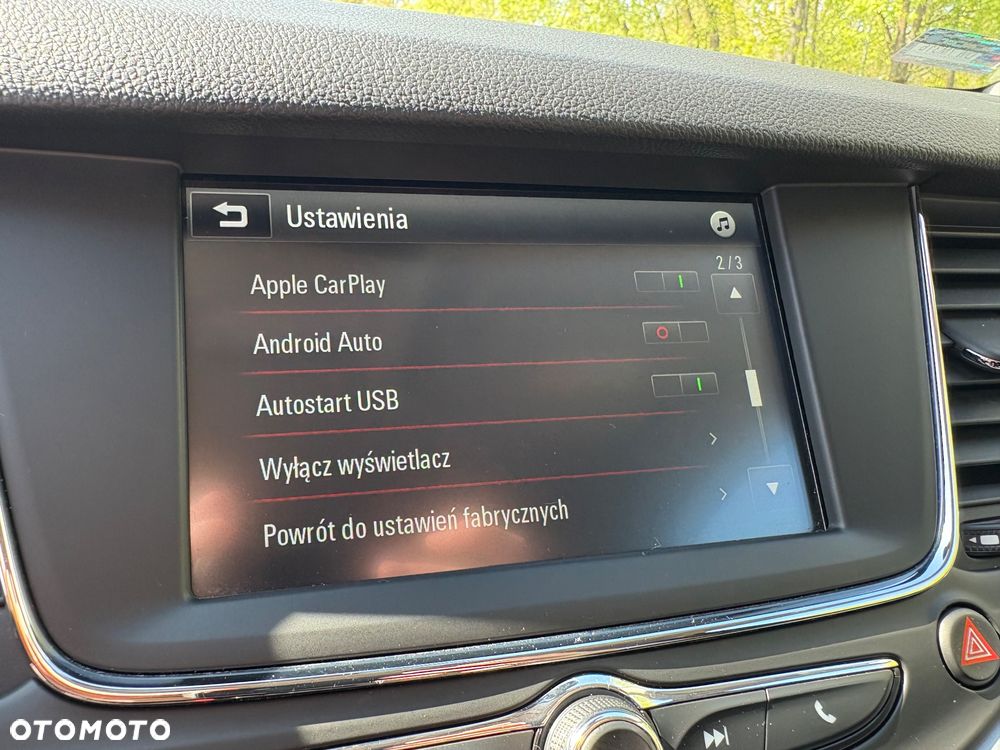 Ustawienia
2/3
Apple CarPlay
Android Auto
Autostart USB
Wyłącz wyświetlacz
Powrót do ustawień fabrycznych
OTOMOTO